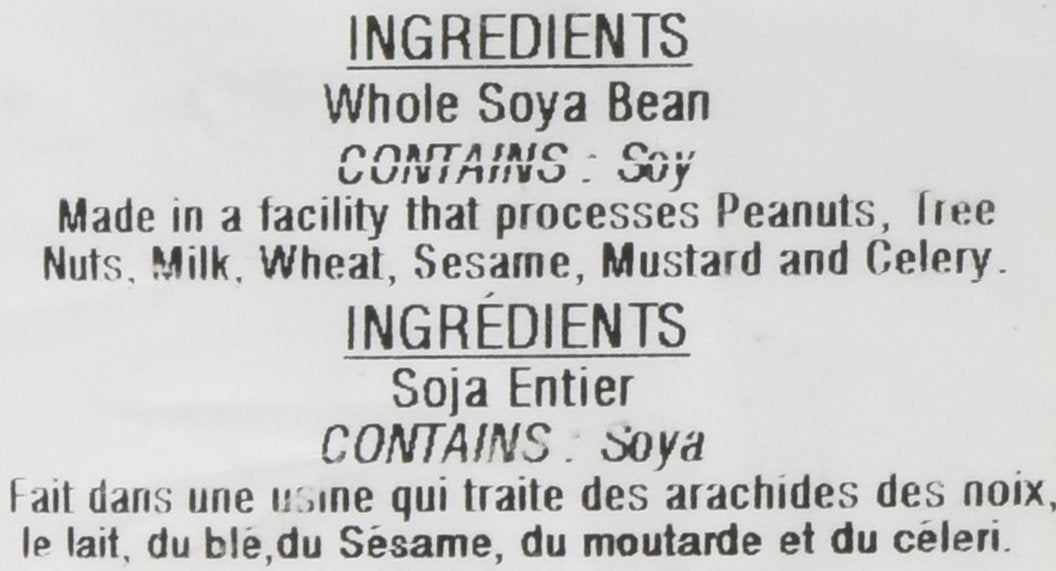 INGREDIENTS
Whole Soya Bean
CONTAINS : Soy
Made in a facility that processes Peanuts, Tree
Nuts, Milk, Wheat, Sesame, Mustard and Celery.
INGRÉDIENTS
Soja Entier
CONTAINS : Soya
Fait dans une usine qui traite des arachides des noix,
le lait, du blé,du Sésame, du moutarde et du céleri.